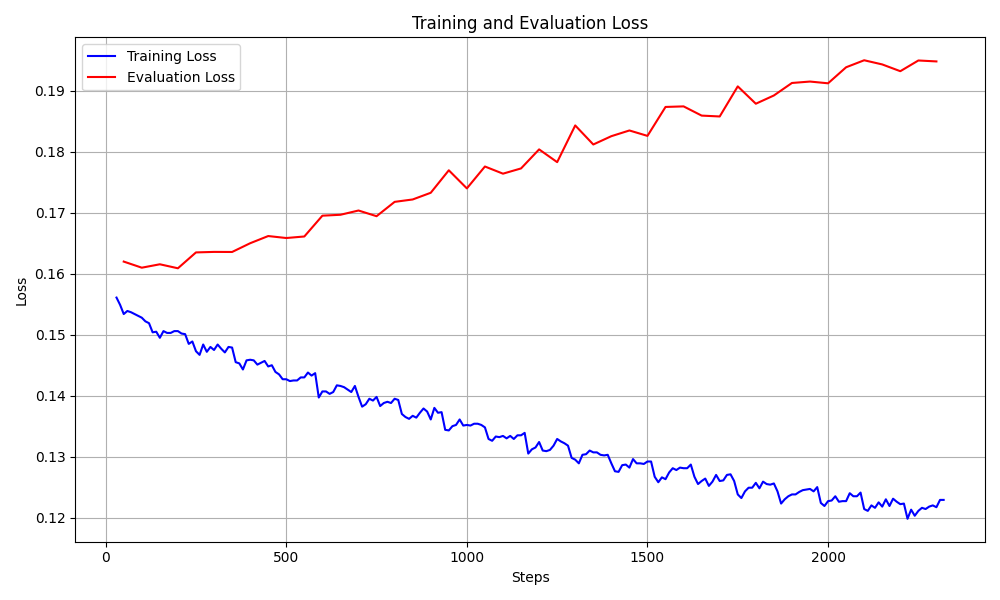 Training and Evaluation Loss
Training Loss
Evaluation Loss
Loss
0.19
0.18
0.17
0.16
0.15
0.14
0.13
0.12
0
500
1000
1500
2000
Steps